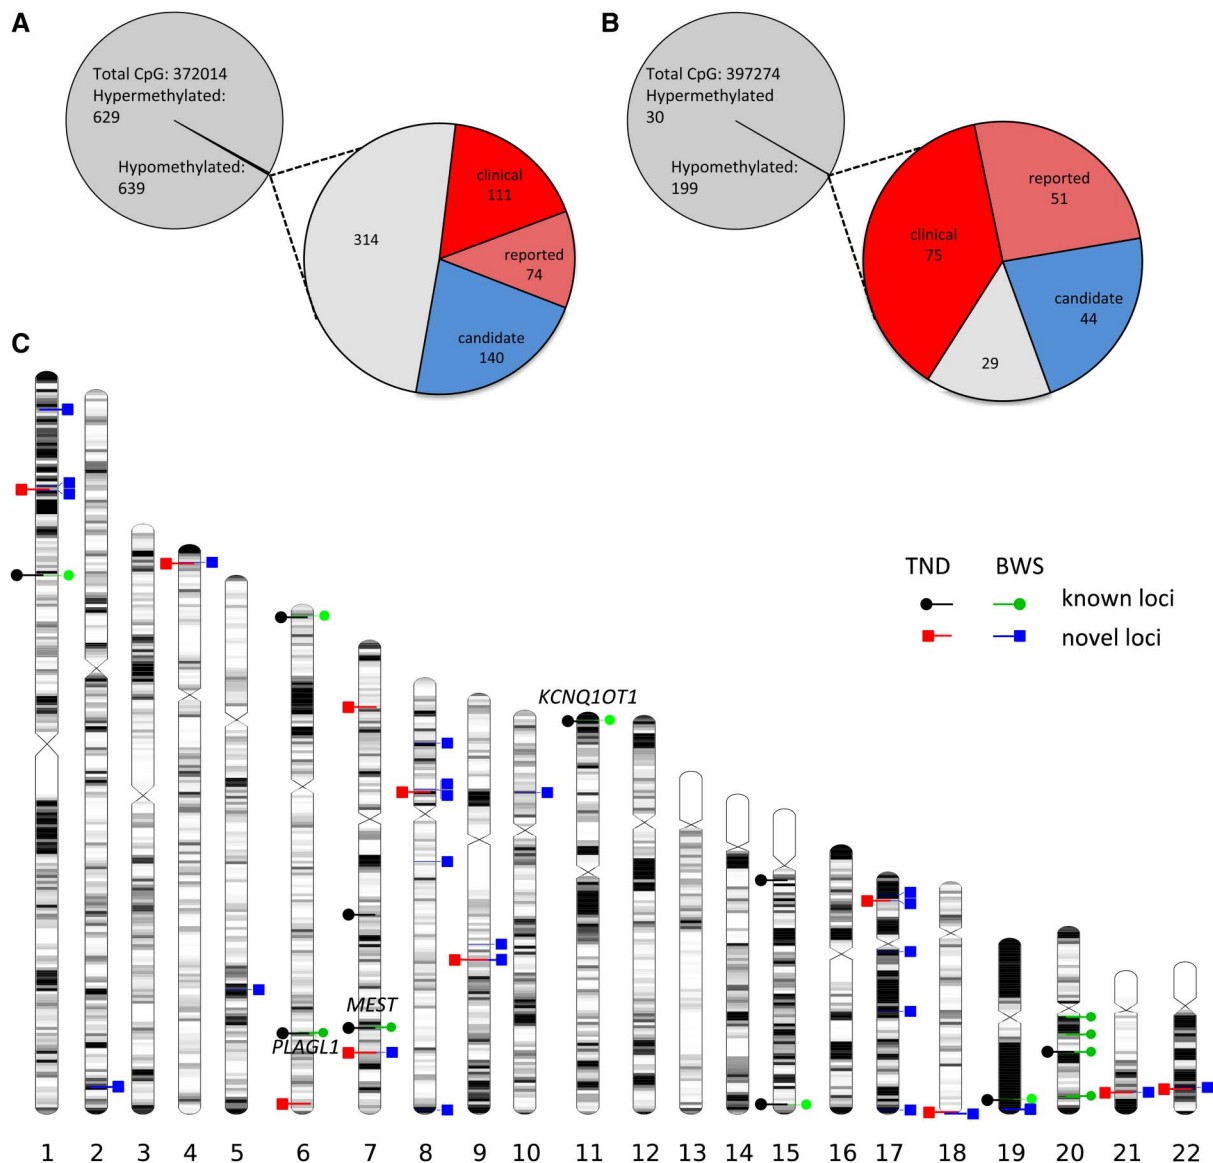 A
Total CpG: 372014
Hypermethylated:
629
Hypomethylated:
639
314
clinical
111
reported
74
candidate
140
B
Total CpG: 397274
Hypermethylated
30
Hypomethylated:
199
clinical
75
reported
51
candidate
44
29
C
TND BWS
known loci
novel loci
KCNQ1OT1
MEST
PLAGL1
1 2 3 4 5 6 7 8 9 10 11 12 13 14 15 16 17 18 19 20 21 22